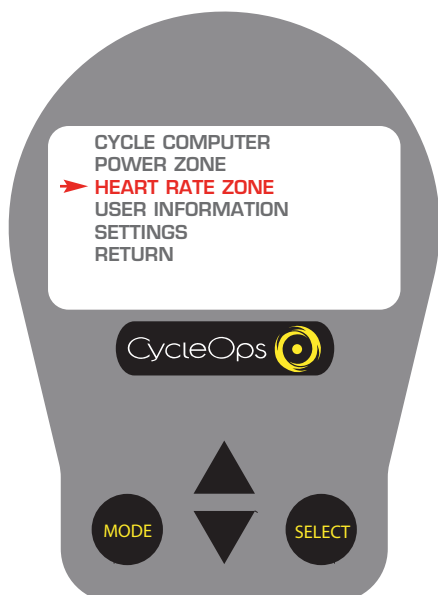 CYCLE COMPUTER
POWER ZONE
HEART RATE ZONE
USER INFORMATION
SETTINGS
RETURN
CycleOps
MODE
SELECT